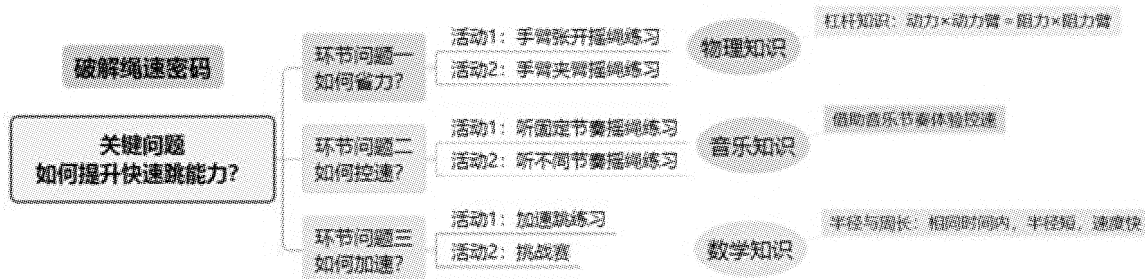 破解绳速密码
关键问题
如何提升快速跳能力?
环节问题一
如何省力?
活动1：手臂张开摇绳练习
活动2：手臂夹臂摇绳练习
物理知识
杠杆知识：动力×动力臂=阻力×阻力臂
环节问题二
如何控速?
活动1：听固定节奏摇绳练习
活动2：听不同节奏摇绳练习
音乐知识
借助音乐节奏体验控速
环节问题三
如何加速?
活动1：加速跳练习
活动2：挑战赛
数学知识
半径与周长：相同时间内，半径短，速度快